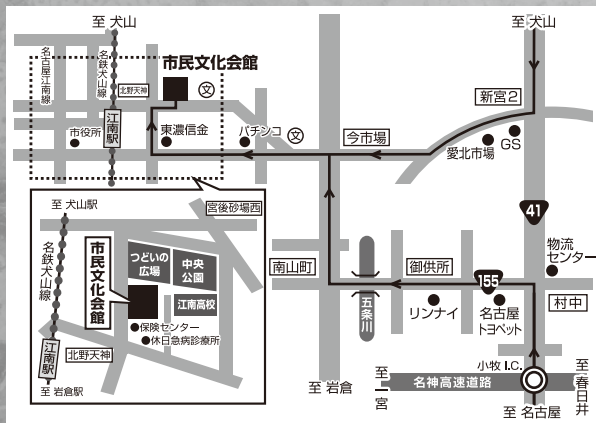 至 犬山
名古屋江南線
名鉄犬山線
北野天神
市民文化会館
文
市役所
江南駅
東濃信金
パチンコ
文
今市場
至 犬山
新宮2
愛北市場
GS
宮後砂場西
至 犬山駅
名鉄犬山線
市民文化会館
つどいの
広場
中央
公園
江南高校
保険センター
休日急病診療所
江南駅
北野天神
至 岩倉駅
南山町
五条川
御供所
リンナイ
155
名古屋
トヨペット
41
物流
センター
村中
小牧 I.C.
至 岩倉
至 一宮
名神高速道路
至 春日井
至 名古屋